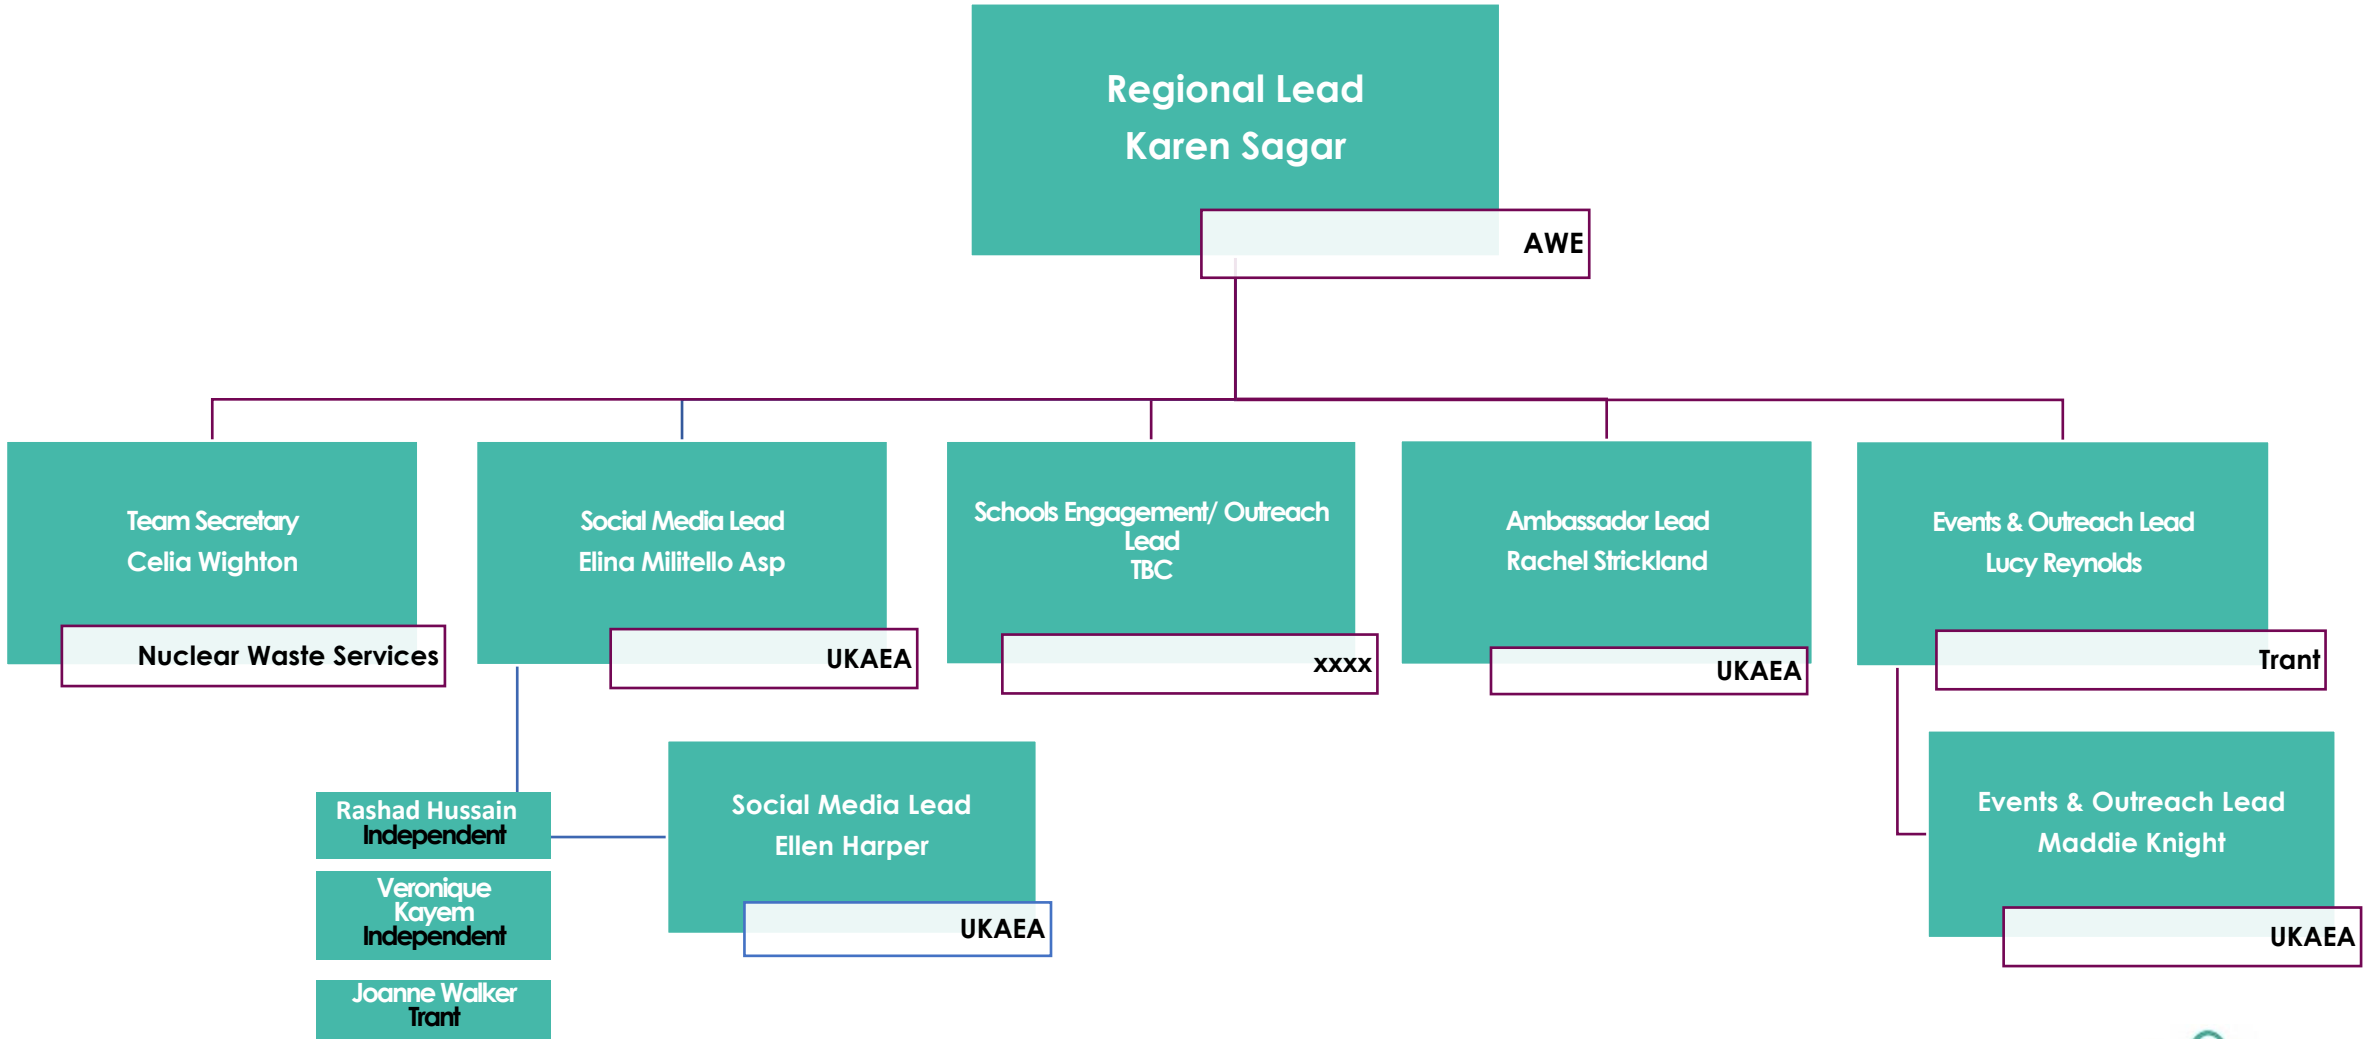 Regional Lead
Karen Sagar
AWE
Team Secretary
Celia Wighton
Nuclear Waste Services
Social Media Lead
Elina Militello Asp
UKAEA
Schools Engagement/ Outreach
Lead
TBC
xxxx
Ambassador Lead
Rachel Strickland
UKAEA
Events & Outreach Lead
Lucy Reynolds
Trant
Rashad Hussain
Independent
Veronique
Kayem
Independent
Joanne Walker
Trant
Social Media Lead
Ellen Harper
UKAEA
Events & Outreach Lead
Maddie Knight
UKAEA